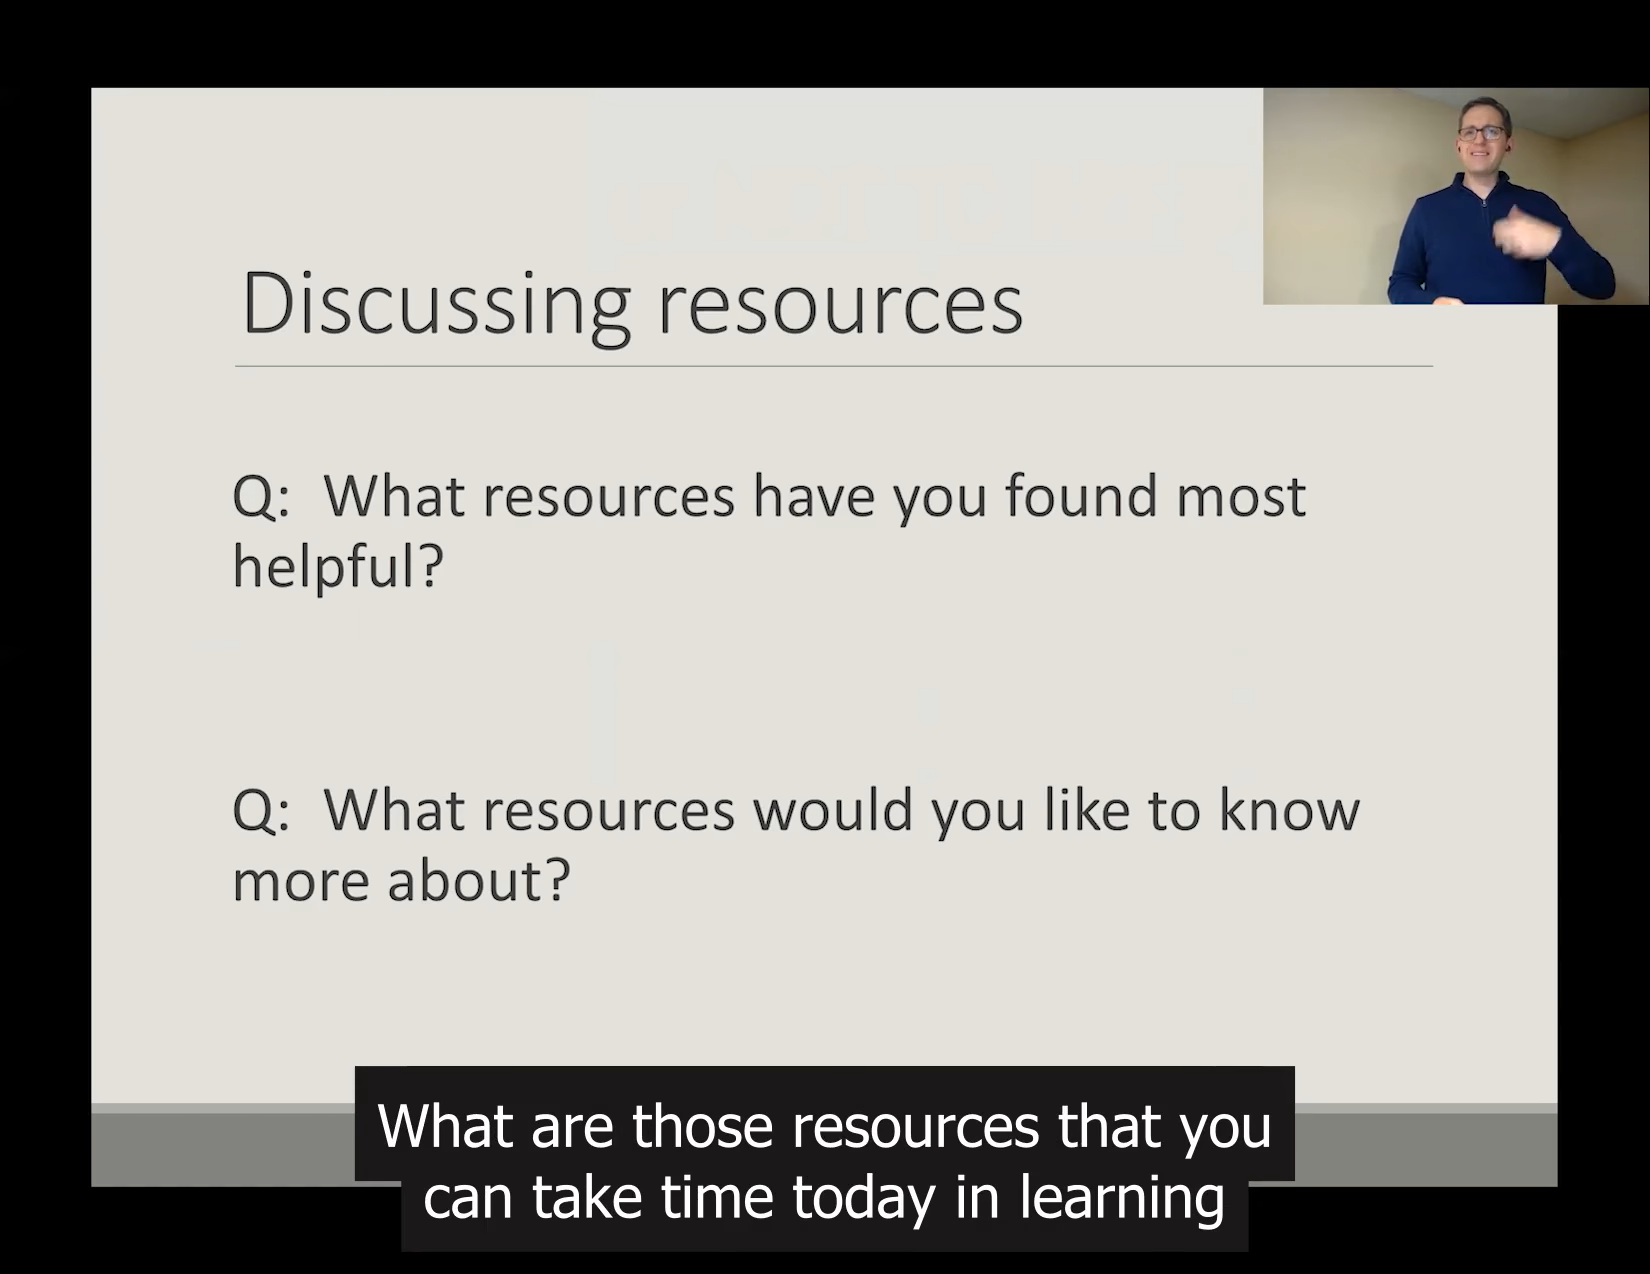 Discussing resources
Q:  What resources have you found most
helpful?
Q:  What resources would you like to know
more about?
What are those resources that you
can take time today in learning